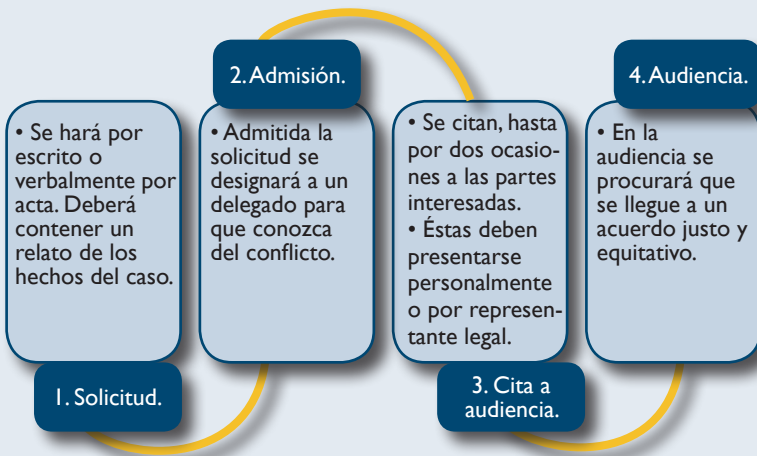 1. Solicitud.
• Se hará por
escrito o
verbalmente por
acta. Deberá
contener un
relato de los
hechos del caso.
2. Admisión.
• Admitida la
solicitud se
designará a un
delegado para
que conozca
del conflicto.
3. Cita a
audiencia.
• Se citan, hasta
por dos ocasio-
nes a las partes
interesadas.
• Éstas deben
presentarse
personalmente
o por represen-
tante legal.
4. Audiencia.
• En la
audiencia se
procurará que
se llegue a un
acuerdo justo y
equitativo.